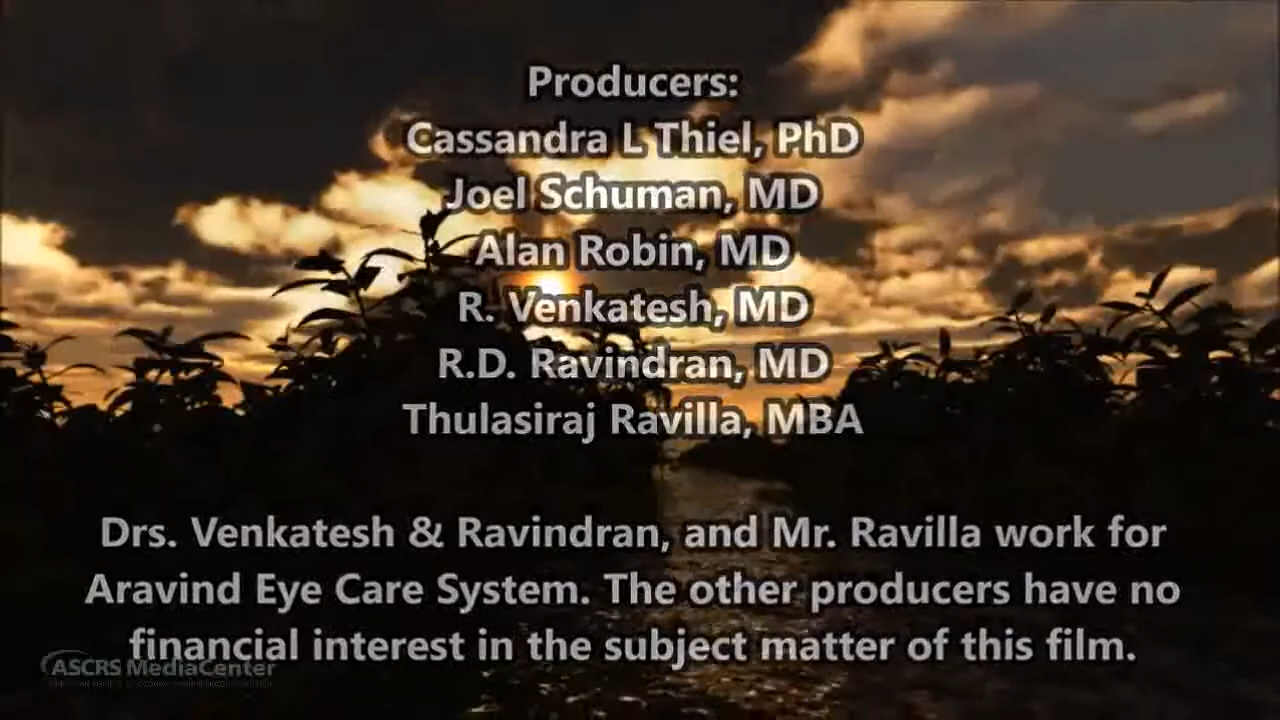 Producers:
Cassandra L Thiel, PhD
Joel Schuman, MD
Alan Robin, MD
R. Venkatesh, MD
R.D. Ravindran, MD
Thulasiraj Ravilla, MBA
Drs. Venkatesh & Ravindran, and Mr. Ravilla work for
Aravind Eye Care System. The other producers have no
financial interest in the subject matter of this film.
ASCRS MediaCenter